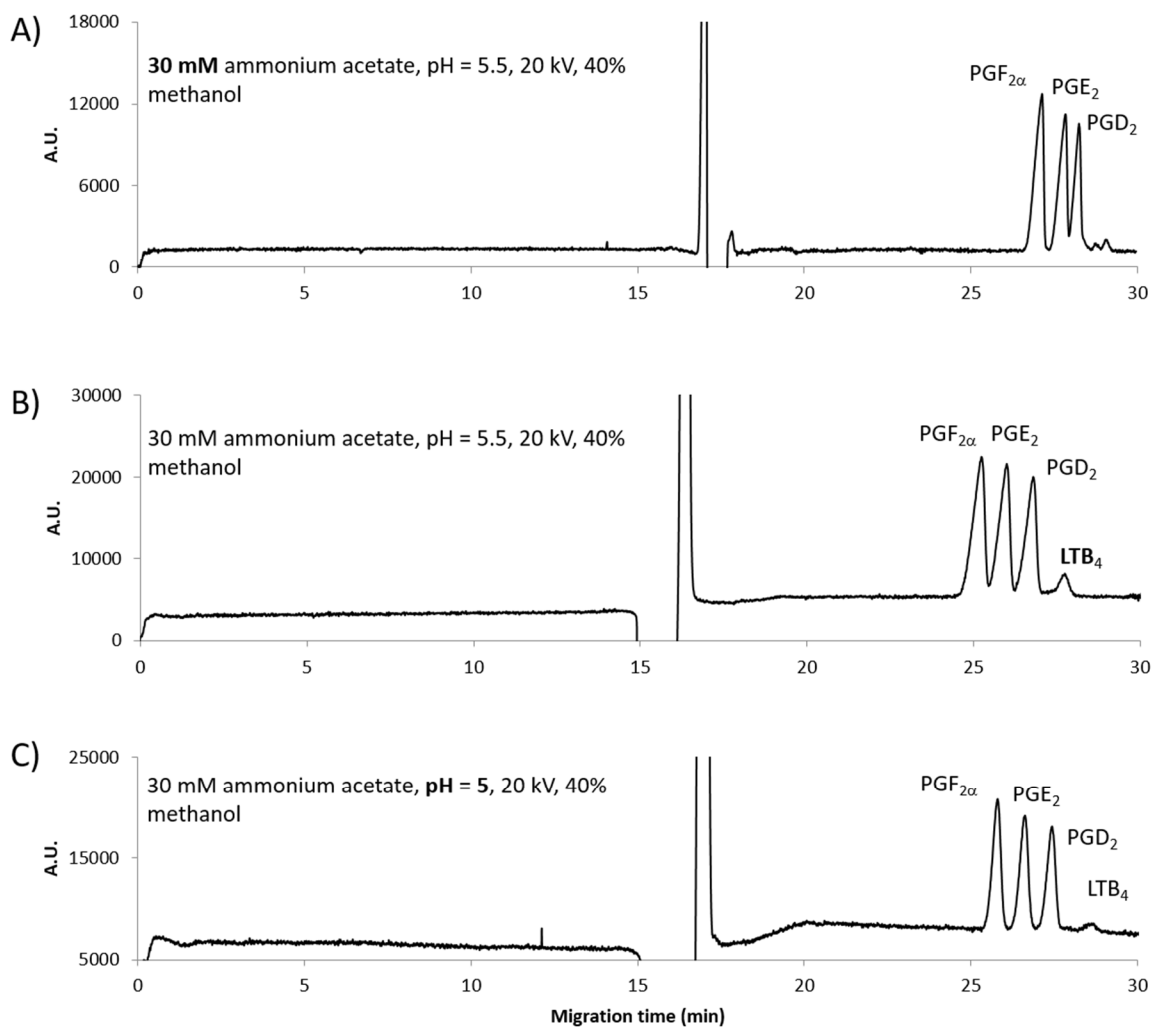 A)
18000
12000
6000
0
A.U.
30 mM ammonium acetate, pH = 5.5, 20 kV, 40%
methanol
PGF2α PGE2
PGD2
0 5 10 15 20 25 30
B)
30000
20000
10000
0
A.U.
30 mM ammonium acetate, pH = 5.5, 20 kV, 40%
methanol
PGF2α PGE2
PGD2
LTB4
0 5 10 15 20 25 30
C)
25000
15000
5000
A.U.
30 mM ammonium acetate, pH = 5, 20 kV, 40%
methanol
PGF2α PGE2
PGD2
LTB4
0 5 10 15 20 25 30
Migration time (min)